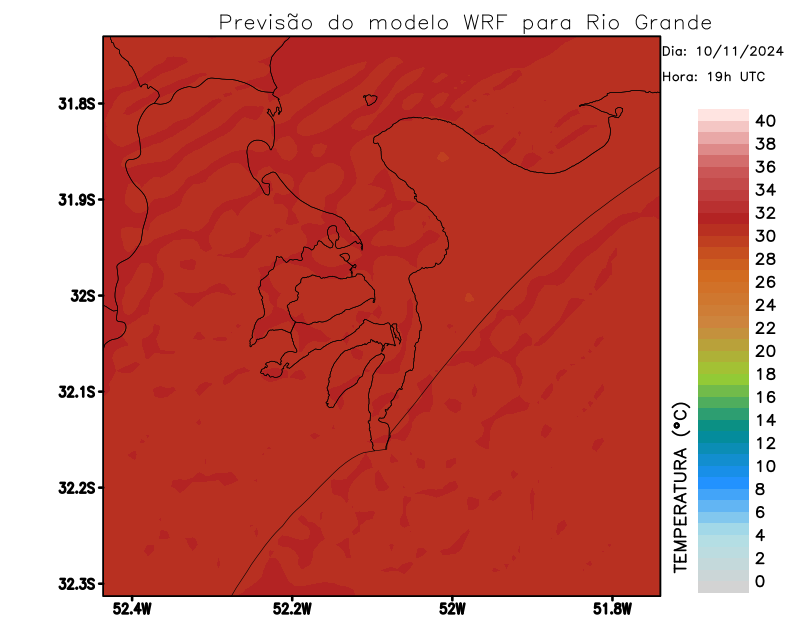 Previsão do modelo WRF para Rio Grande
Dia: 10/11/2024
Hora: 19h UTC
31.8S
31.9S
32S
32.1S
32.2S
32.3S
52.4W
52.2W
52W
51.8W
TEMPERATURA (°C)
40
38
36
34
32
30
28
26
24
22
20
18
16
14
12
10
8
6
4
2
0